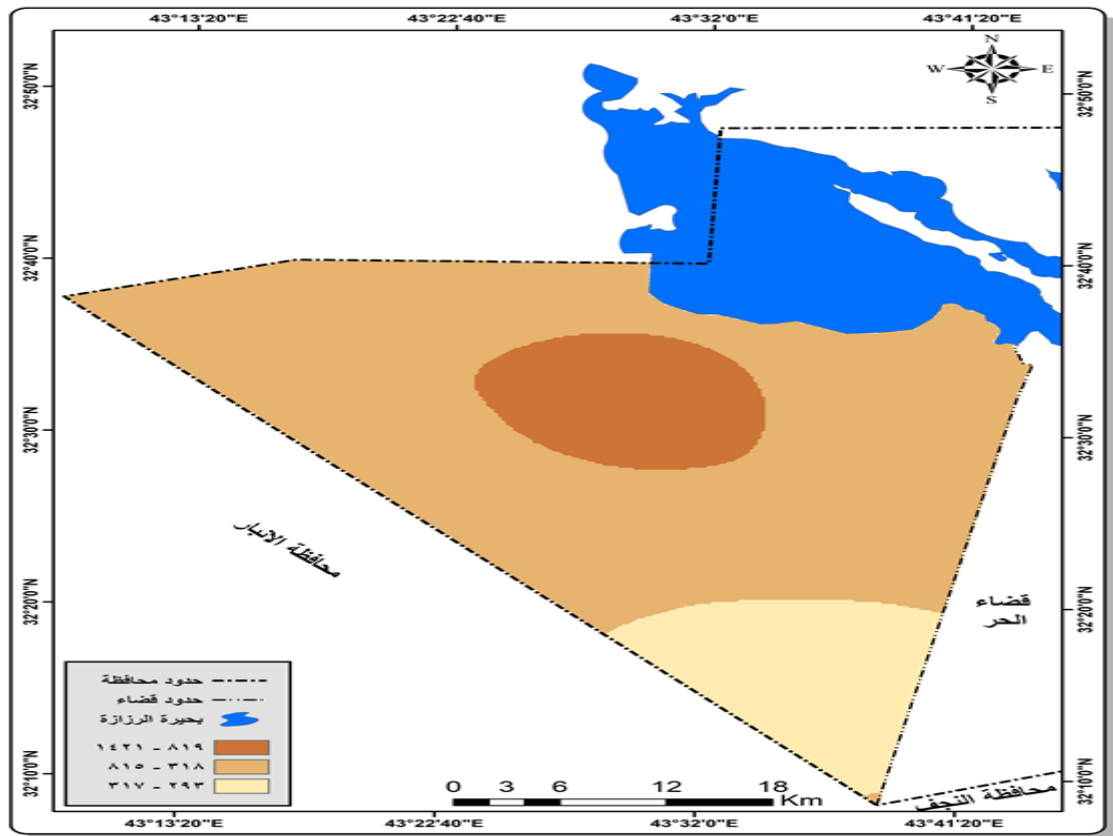 43°13'20"E 43°22'40"E 43°32'0"E 43°41'20"E
N
W E
S
32°50'0"N 32°50'0"N
32°40'0"N 32°40'0"N
32°30'0"N 32°30'0"N
محافظة الانبار
32°20'0"N 32°20'0"N
قضاء
الحر
حدود محافظة
حدود قضاء
بحيرة الرزازة
٨١٩ - ١٤٢١
٣١٨ - ٨١٥
٢٩٣ - ٣١٧
32°10'0"N 32°10'0"N
0 3 6 12 18
Km
محافظة النجف
43°13'20"E 43°22'40"E 43°32'0"E 43°41'20"E